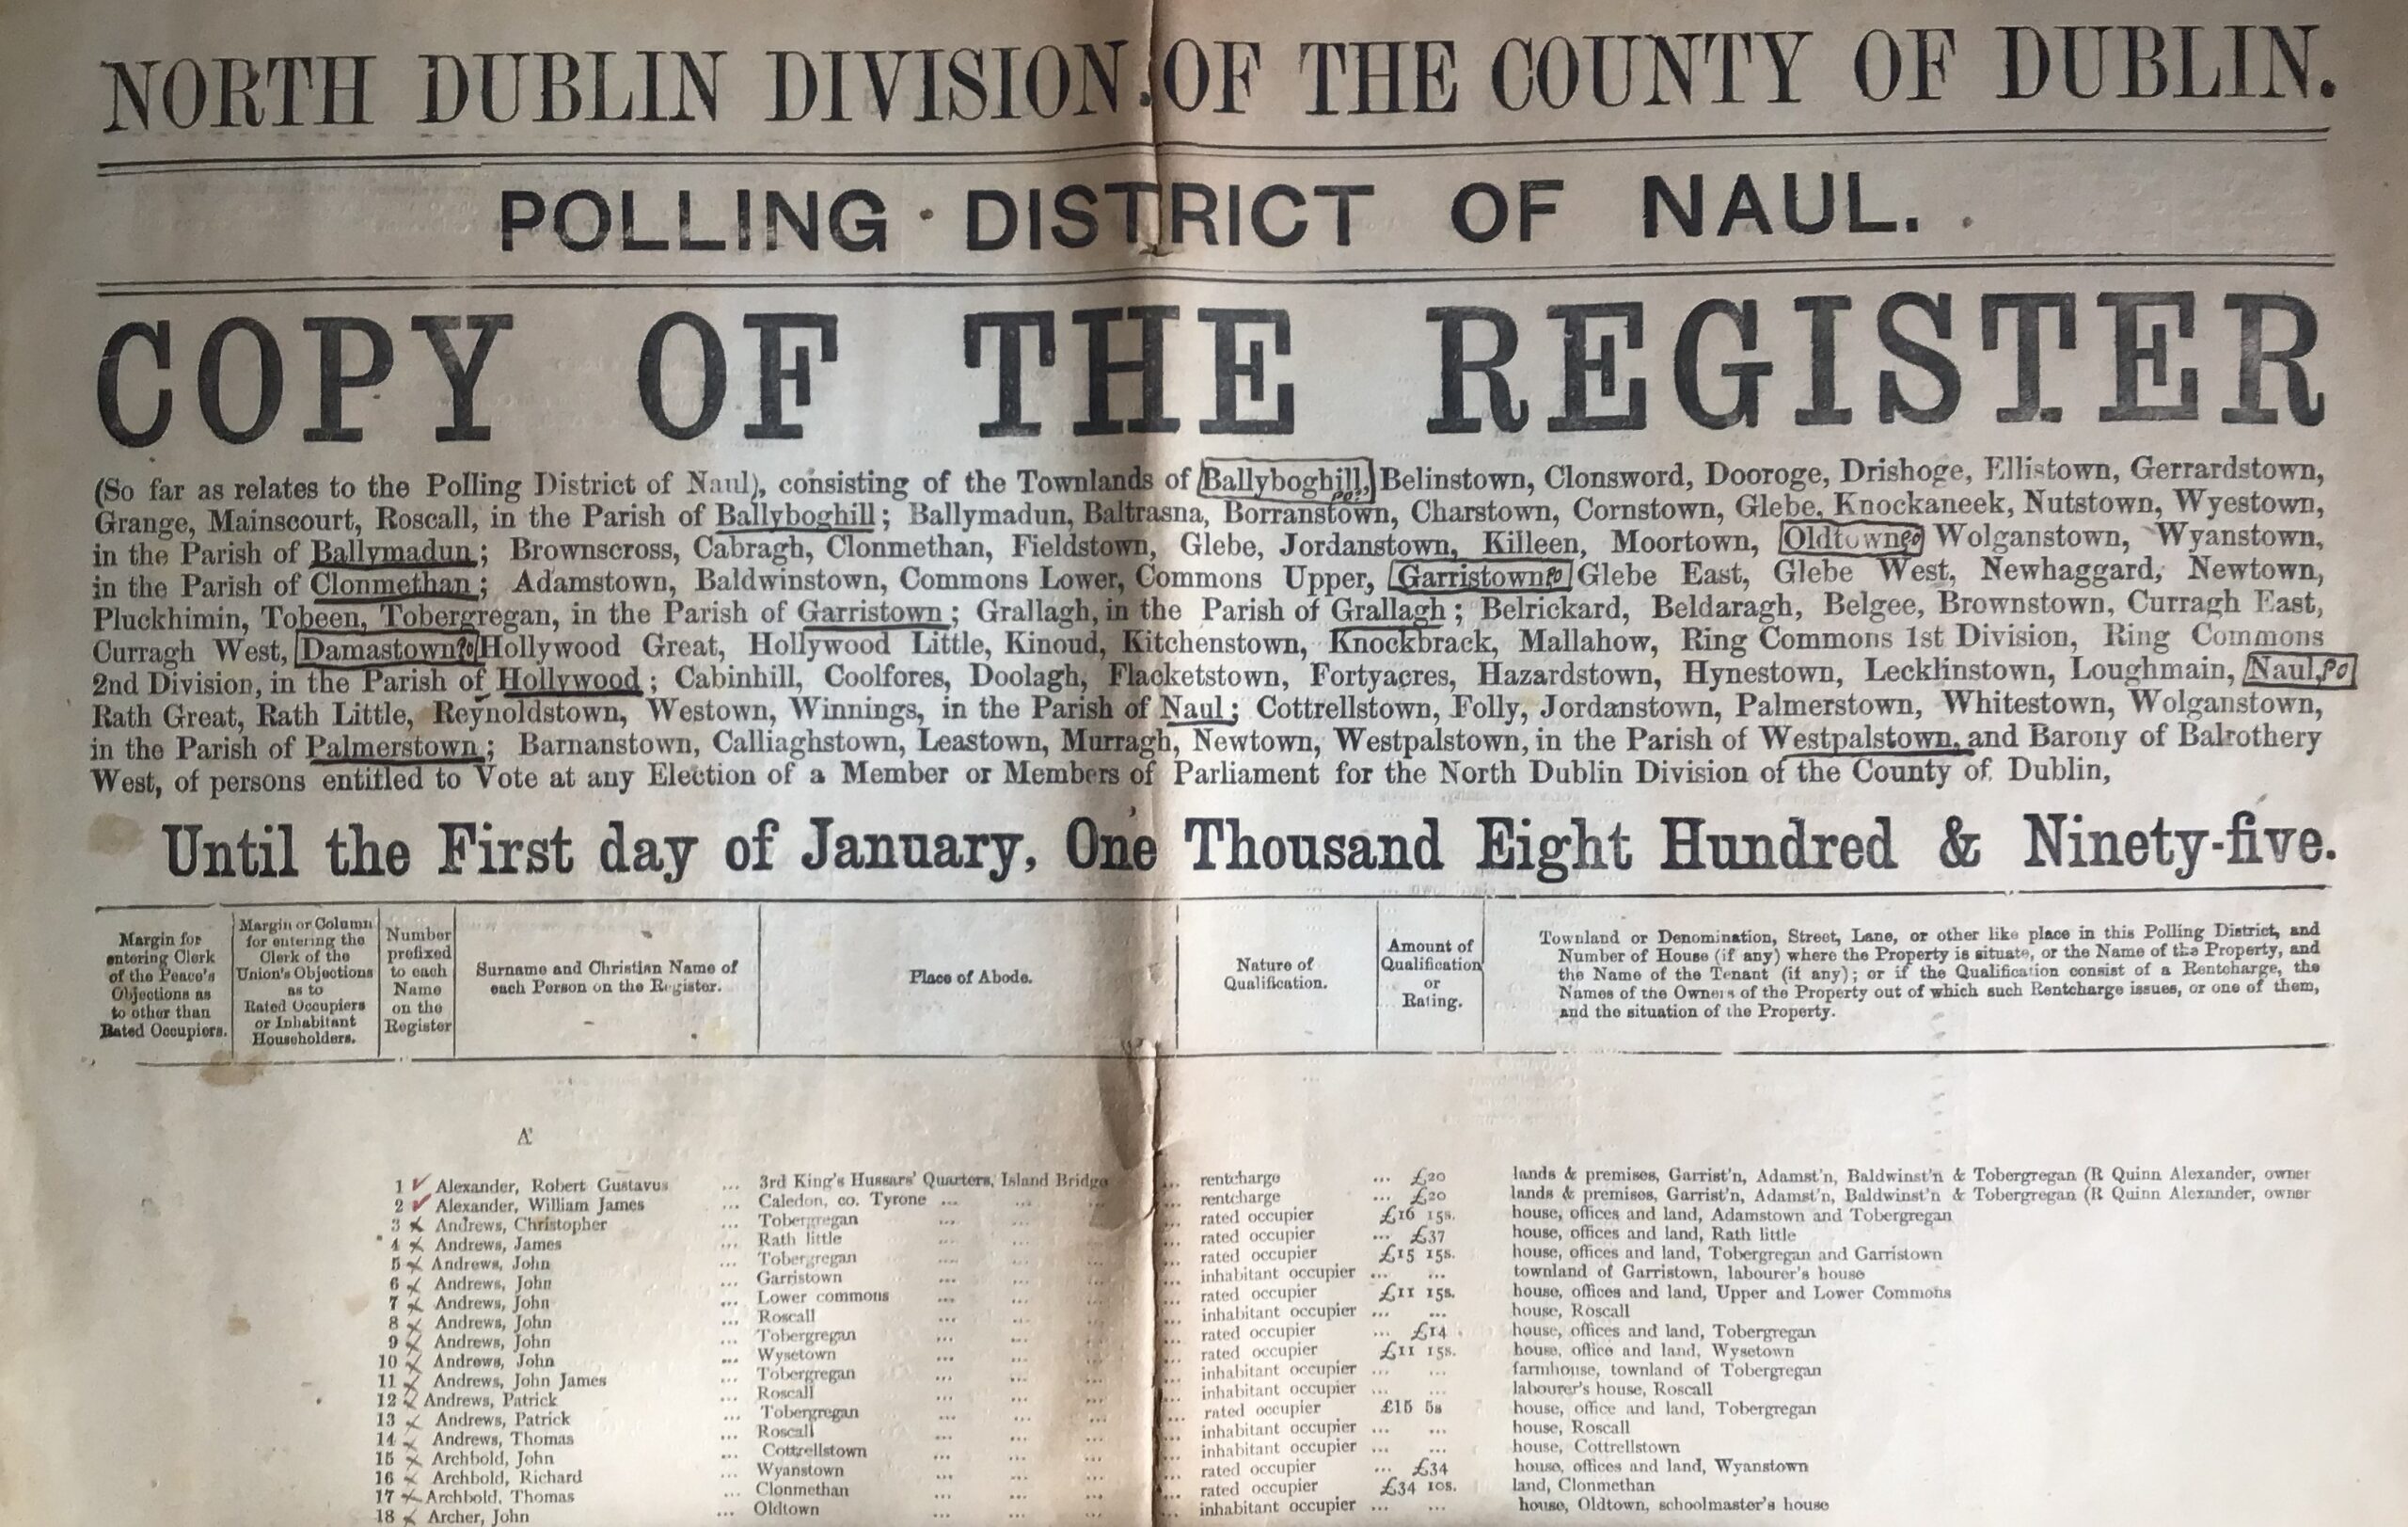 NORTH DUBLIN DIVISION OF THE COUNTY OF DUBLIN.
POLLING DISTRICT OF NAUL.
COPY OF THE REGISTER
(So far as relates to the Polling District of Naul), consisting of the Townlands of Ballyboghill, Belinstown, Clonsword, Dooroge, Drishoge, Ellistown, Gerrardstown,
Grange, Mainscourt, Roscall, in the Parish of Ballyboghill; Ballymadun, Baltrasna, Borranstown, Charstown, Cornstown, Glebe, Knockaneek, Nutstown, Wyestown,
in the Parish of Ballymadun; Brownscross, Cabragh, Clonmethan, Fieldstown, Glebe, Jordanstown, Killeen, Moortown, Oldtown PO Wolganstown, Wyanstown,
in the Parish of Clonmethan; Adamstown, Baldwinstown, Commons Lower, Commons Upper, Garristown PO Glebe East, Glebe West, Newhaggard, Newtown,
Pluckhimin, Tobeen, Tobergregan, in the Parish of Garristown; Grallagh, in the Parish of Grallagh; Belrickard, Beldaragh, Belgee, Brownstown, Curragh East,
Curragh West, Damastown PO Hollywood Great, Hollywood Little, Kinoud, Kitchenstown, Knockbrack, Mallahow, Ring Commons 1st Division, Ring Commons
2nd Division, in the Parish of Hollywood; Cabinhill, Coolfores, Doolagh, Flacketstown, Fortyacres, Hazardstown, Hynestown, Lecklinstown, Loughmain, Naul, PO
Rath Great, Rath Little, Reynoldstown, Westown, Winnings, in the Parish of Naul; Cottrellstown, Folly, Jordanstown, Palmerstown, Whitestown, Wolganstown,
in the Parish of Palmerstown; Barnanstown, Calliaghstown, Leastown, Murragh, Newtown, Westpalstown, in the Parish of Westpalstown, and Barony of Balrothery
West, of persons entitled to Vote at any Election of a Member or Members of Parliament for the North Dublin Division of the County of Dublin,
Until the First day of January, One Thousand Eight Hundred & Ninety-five.
Margin for
entering Clerk
of the Peace's
Objections as
to other than
Rated Occupiers.
Margin or Column
for entering the
Clerk of the
Union's Objections
as to
Rated Occupiers
or Inhabitant
Householders.
Number
prefixed
to each
Name
on the
Register
Surname and Christian Name of
each Person on the Register.
Place of Abode.
Nature of
Qualification.
Amount of
Qualification
or
Rating.
Townland or Denomination, Street, Lane, or other like place in this Polling District, and
Number of House (if any) where the Property is situate, or the Name of the Property, and
the Name of the Tenant (if any); or if the Qualification consist of a Rentcharge, the
Names of the Owners of the Property out of which such Rentcharge issues, or one of them,
and the situation of the Property.
A
1 ✓ Alexander, Robert Gustavus ... 3rd King's Hussars' Quarters, Island Bridge ... rentcharge ... £20 lands & premises, Garrist'n, Adamst'n, Baldwinst'n & Tobergregan (R Quinn Alexander, owner
2 ✓ Alexander, William James ... Caledon, co. Tyrone ... ... ... ... rentcharge ... £20 lands & premises, Garrist'n, Adamst'n, Baldwinst'n & Tobergregan (R Quinn Alexander, owner
3 x Andrews, Christopher ... Tobergregan ... ... ... ... rated occupier £16 15s. house, offices and land, Adamstown and Tobergregan
4 x Andrews, James ... Rath little ... ... ... ... rated occupier ... £37 house, offices and land, Rath little
5 x Andrews, John ... Tobergregan ... ... ... ... rated occupier £15 15s. house, offices and land, Tobergregan and Garristown
6 x Andrews, John ... Garristown ... ... ... ... inhabitant occupier ... ... townland of Garristown, labourer's house
7 x Andrews, John ... Lower commons ... ... ... ... rated occupier £11 15s. house, offices and land, Upper and Lower Commons
8 x Andrews, John ... Roscall ... ... ... ... inhabitant occupier ... ... house, Roscall
9 x Andrews, John ... Tobergregan ... ... ... ... rated occupier ... £14 house, offices and land, Tobergregan
10 x Andrews, John ... Wysetown ... ... ... ... rated occupier £11 15s. house, office and land, Wysetown
11 x Andrews, John James ... Tobergregan ... ... ... ... inhabitant occupier ... ... farmhouse, townland of Tobergregan
12 x Andrews, Patrick ... Roscall ... ... ... ... inhabitant occupier ... ... labourer's house, Roscall
13 x Andrews, Patrick ... Tobergregan ... ... ... ... rated occupier £15 5s house, office and land, Tobergregan
14 x Andrews, Thomas ... Roscall ... ... ... ... inhabitant occupier ... ... house, Roscall
15 x Archbold, John ... Cottrellstown ... ... ... ... inhabitant occupier ... ... house, Cottrellstown
16 x Archbold, Richard ... Wyanstown ... ... ... ... rated occupier ... £34 house, offices and land, Wyanstown
17 x Archbold, Thomas ... Clonmethan ... ... ... ... rated occupier £34 10s. land, Clonmethan
18 x Archer, John ... Oldtown ... ... ... ... inhabitant occupier ... ... house, Oldtown, schoolmaster's house